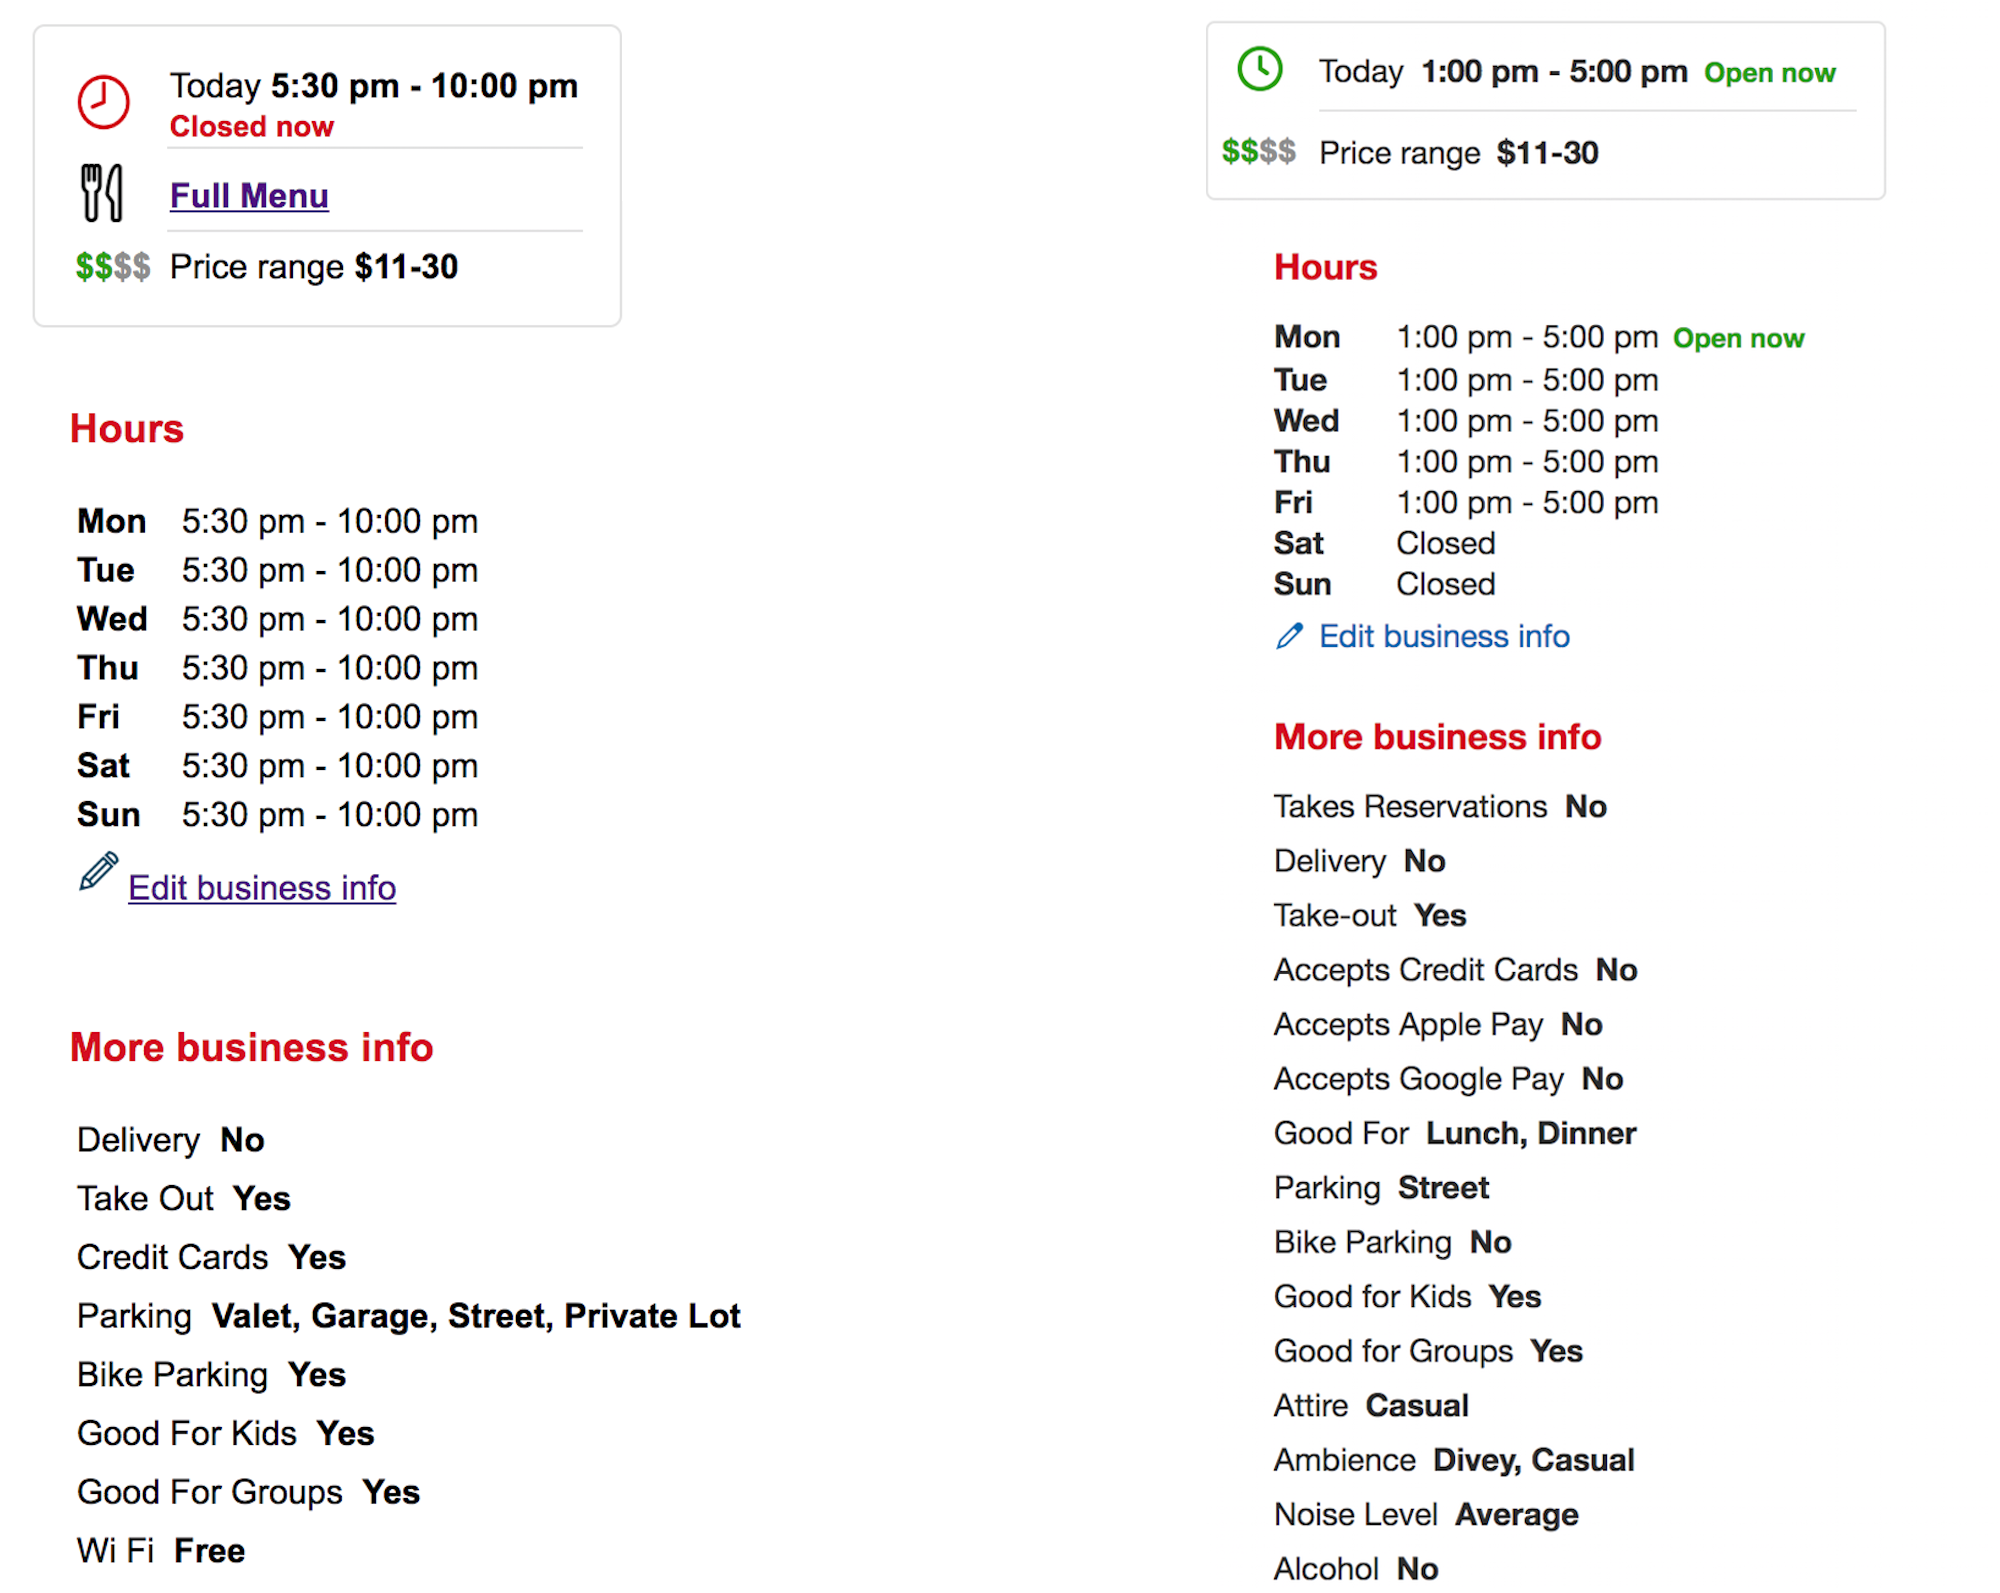 Today 5:30 pm - 10:00 pm
Closed now
Full Menu
$$$$ Price range $11-30
Hours
Mon 5:30 pm - 10:00 pm
Tue 5:30 pm - 10:00 pm
Wed 5:30 pm - 10:00 pm
Thu 5:30 pm - 10:00 pm
Fri 5:30 pm - 10:00 pm
Sat 5:30 pm - 10:00 pm
Sun 5:30 pm - 10:00 pm
Edit business info
More business info
Delivery No
Take Out Yes
Credit Cards Yes
Parking Valet, Garage, Street, Private Lot
Bike Parking Yes
Good For Kids Yes
Good For Groups Yes
Wi Fi Free
Today 1:00 pm - 5:00 pm Open now
$$$$ Price range $11-30
Hours
Mon 1:00 pm - 5:00 pm Open now
Tue 1:00 pm - 5:00 pm
Wed 1:00 pm - 5:00 pm
Thu 1:00 pm - 5:00 pm
Fri 1:00 pm - 5:00 pm
Sat Closed
Sun Closed
Edit business info
More business info
Takes Reservations No
Delivery No
Take-out Yes
Accepts Credit Cards No
Accepts Apple Pay No
Accepts Google Pay No
Good For Lunch, Dinner
Parking Street
Bike Parking No
Good for Kids Yes
Good for Groups Yes
Attire Casual
Ambience Divey, Casual
Noise Level Average
Alcohol No